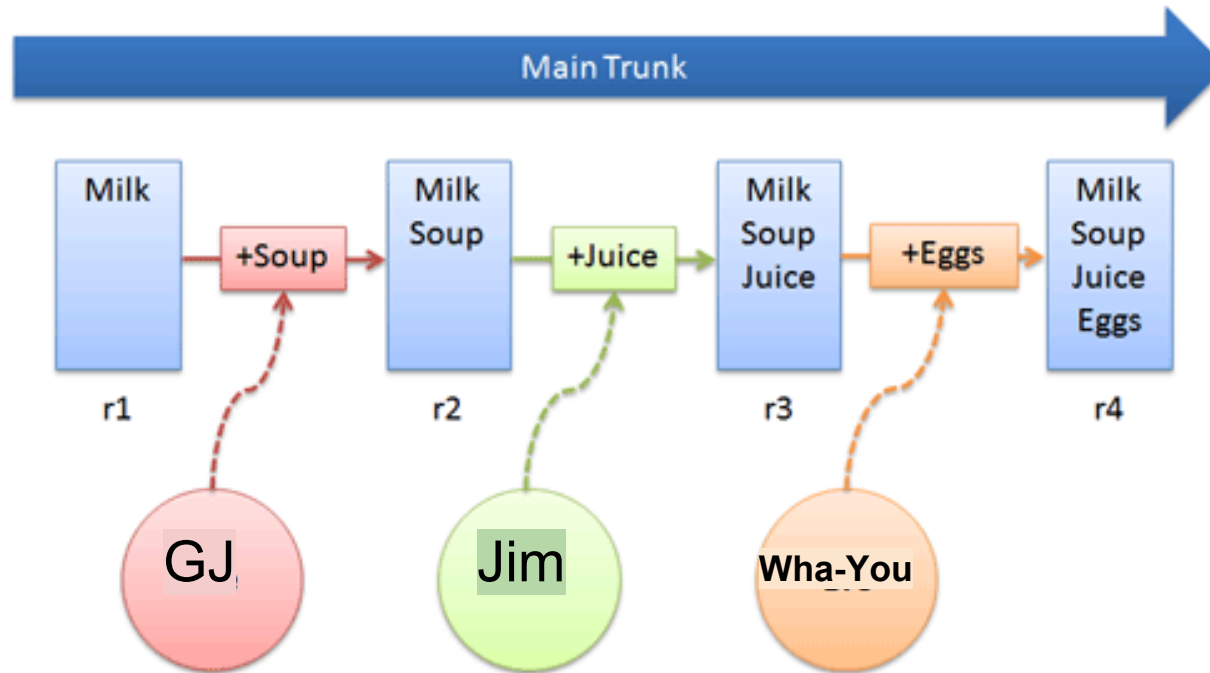 Main Trunk
Milk
+Soup
Milk
Soup
+Juice
Milk
Soup
Juice
+Eggs
Milk
Soup
Juice
Eggs
r1
r2
r3
r4
GJ
Jim
Wha-You